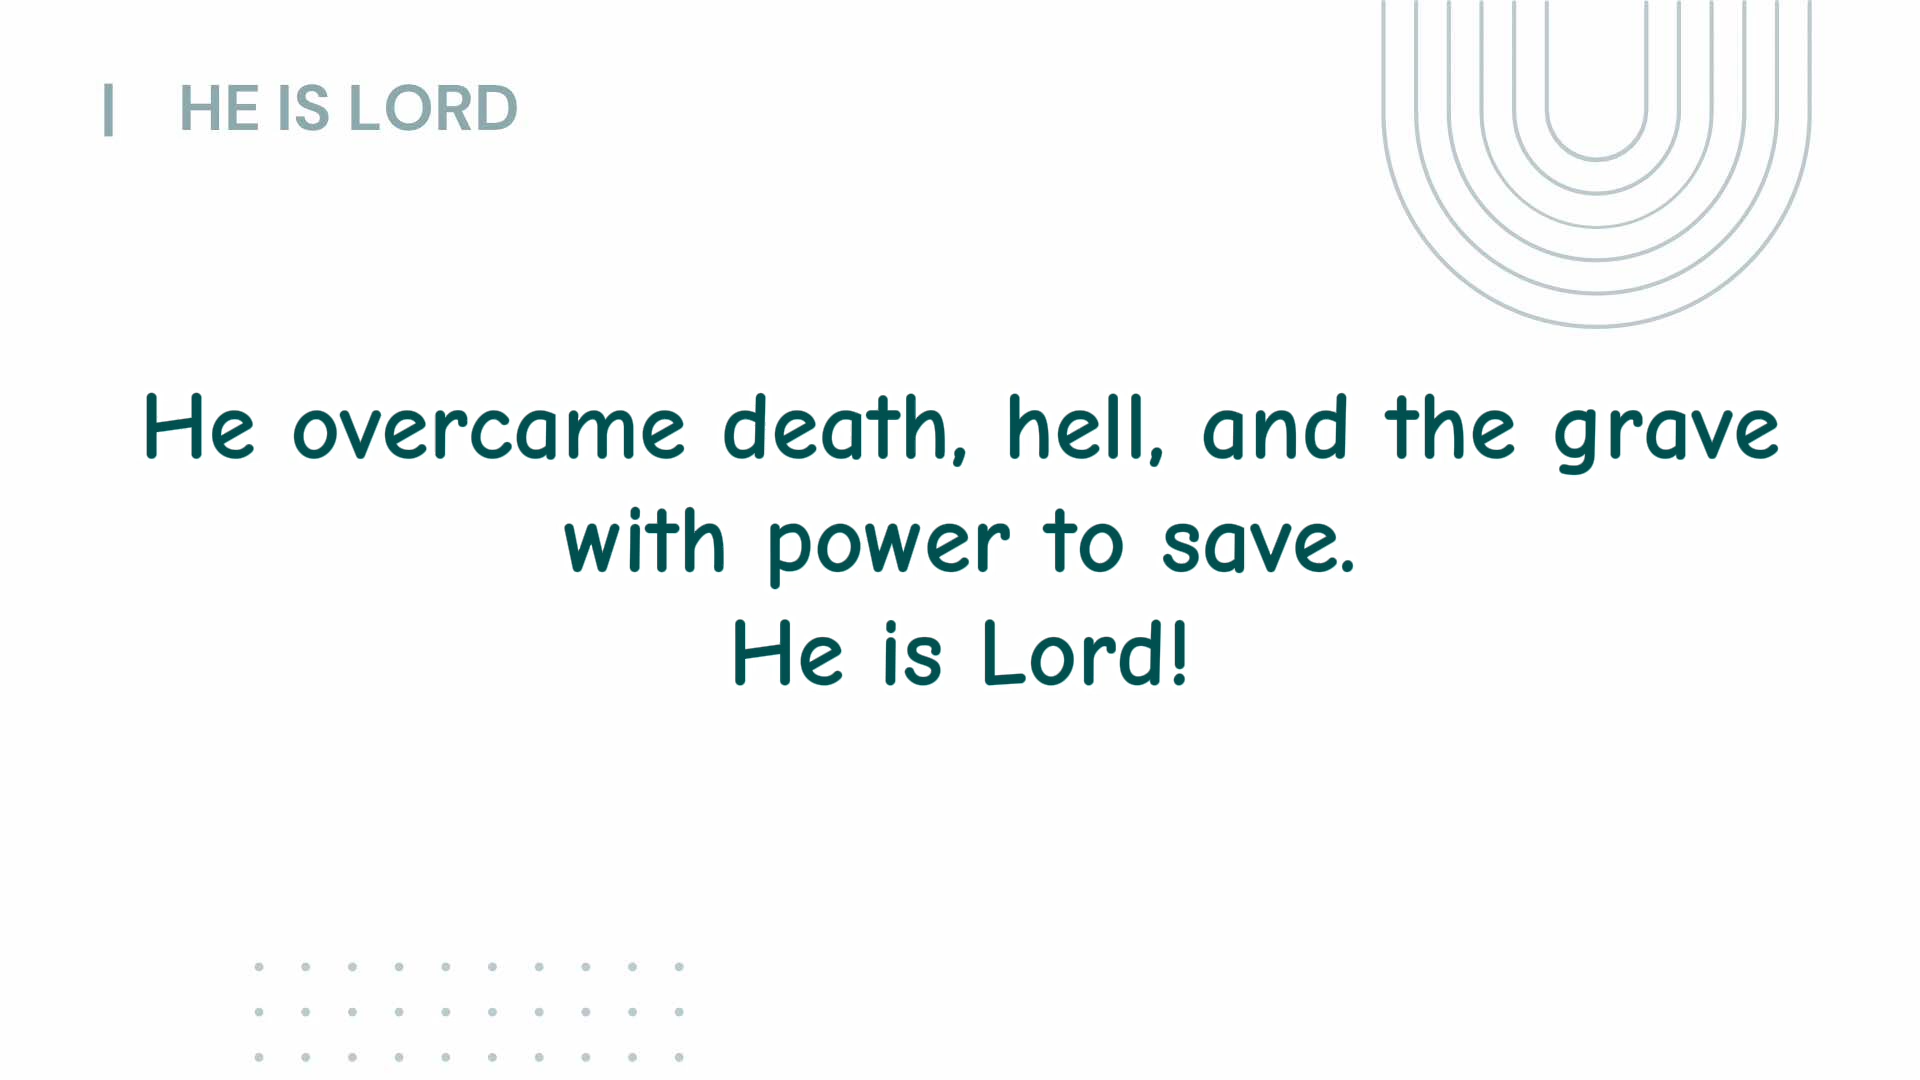 HE IS LORD
He overcame death, hell, and the grave
with power to save.
He is Lord!